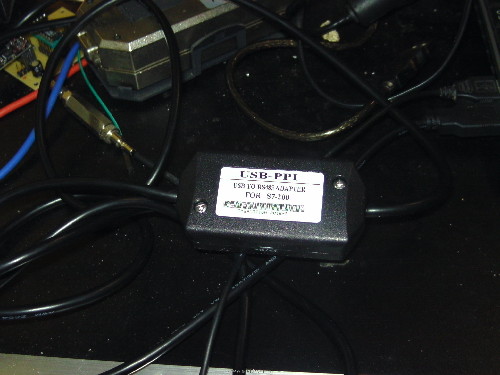 USB-PPI
USB TO RS485 ADAPTER
FOR S7-200